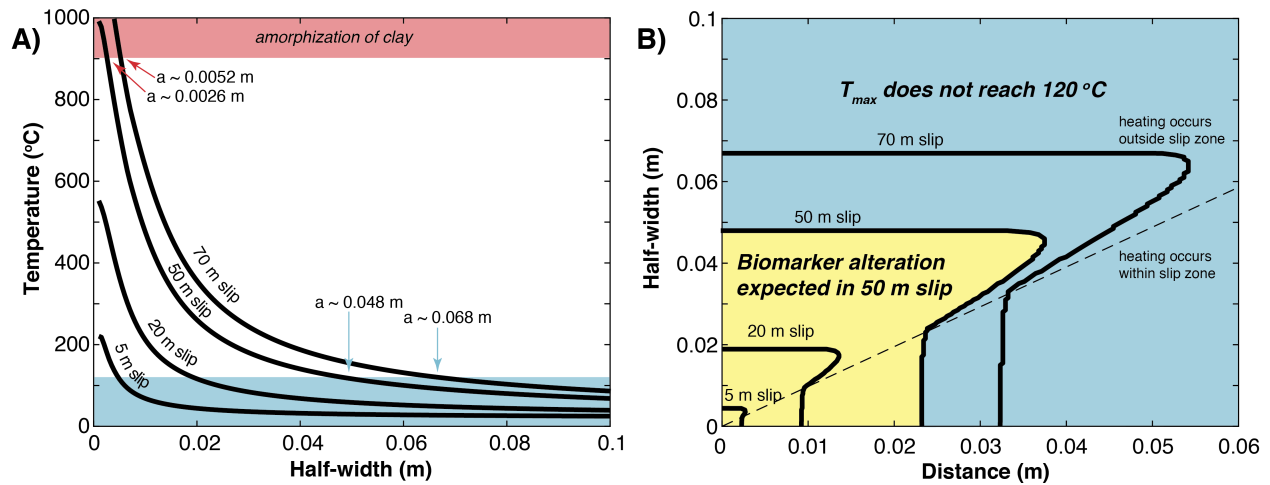 A)
Temperature (ºC)
1000
800
600
400
200
0
amorphization of clay
a ~ 0.0052 m
a ~ 0.0026 m
70 m slip
50 m slip
20 m slip
5 m slip
a ~ 0.048 m
a ~ 0.068 m
0
0.02
0.04
0.06
0.08
0.1
Half-width (m)
B)
Half-width (m)
0.1
0.08
0.06
0.04
0.02
0
Tmax does not reach 120 ºC
heating occurs
outside slip zone
70 m slip
50 m slip
Biomarker alteration
expected in 50 m slip
heating occurs
within slip zone
20 m slip
5 m slip
0
0.01
0.02
0.03
0.04
0.05
0.06
Distance (m)